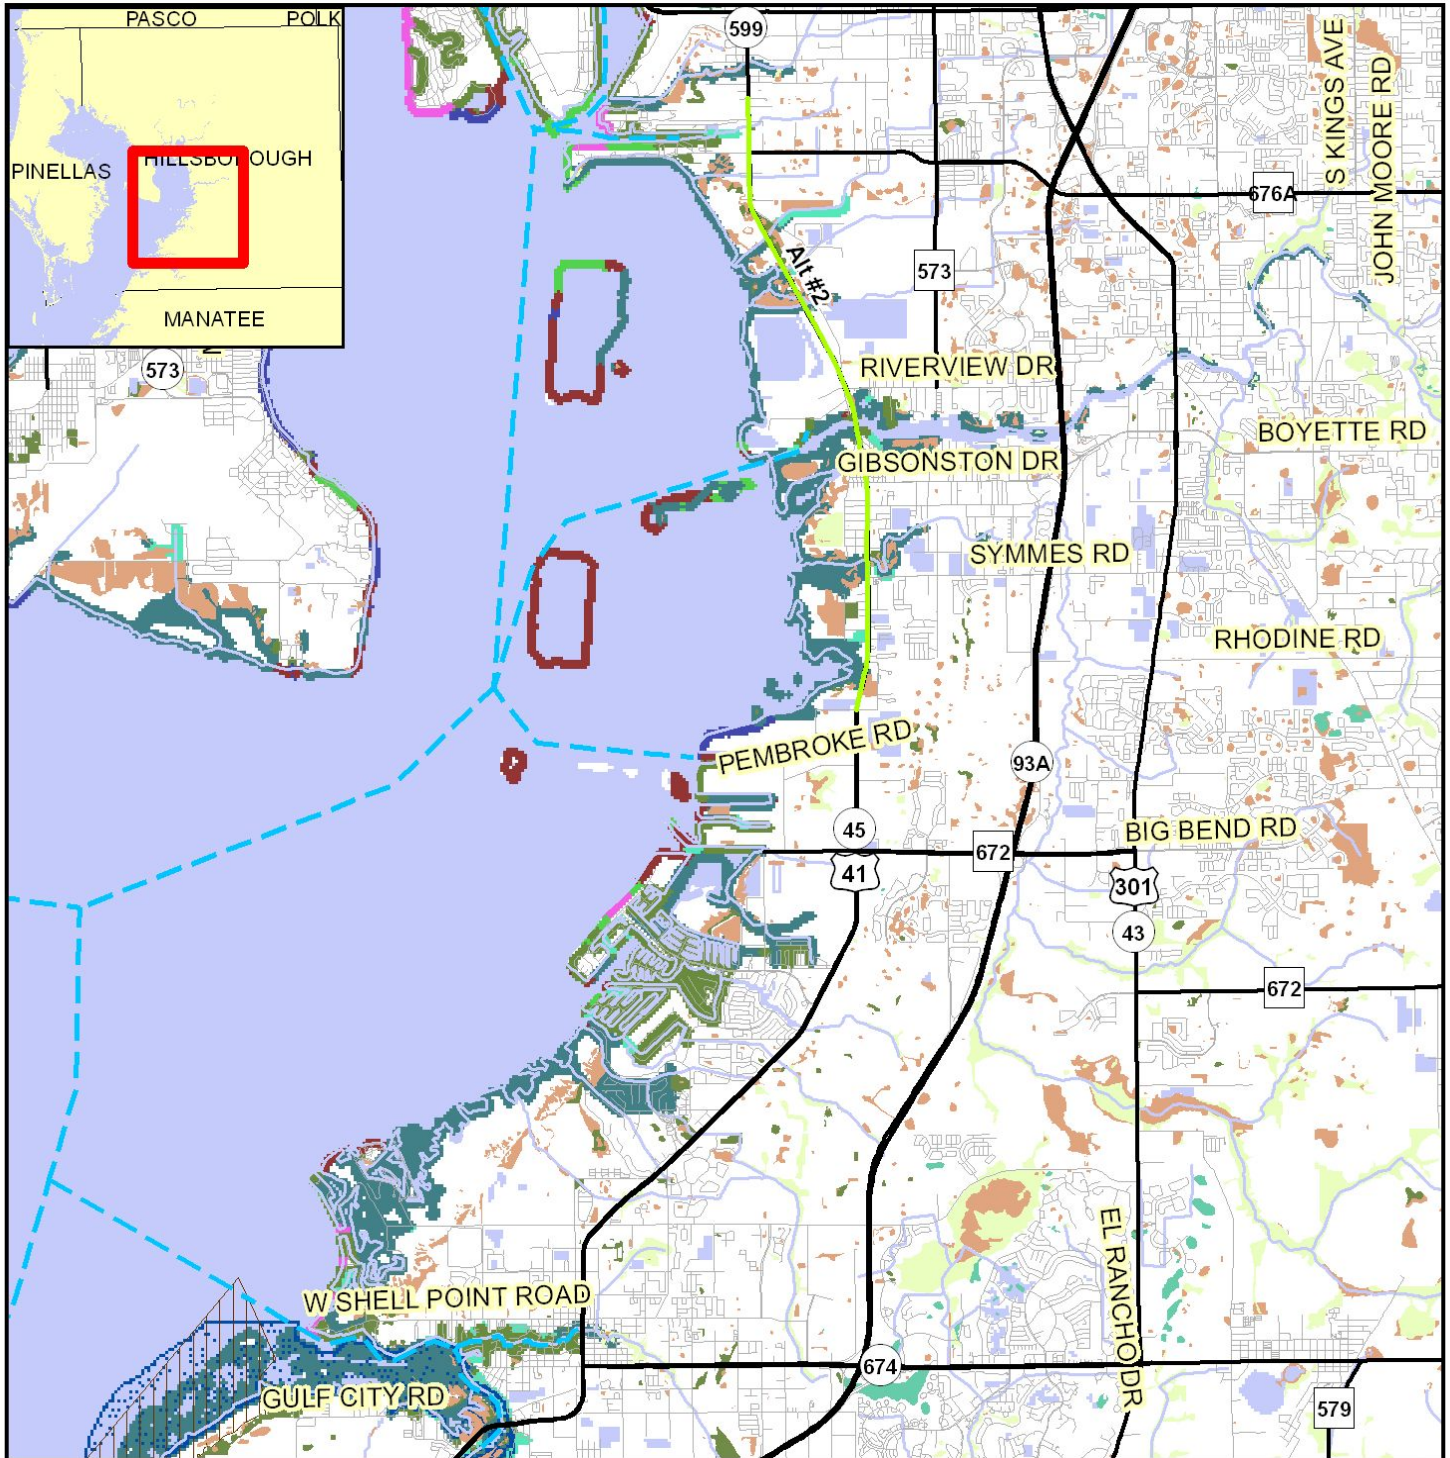 PASCO
POLK
PINELLAS
HILLSBOROUGH
MANATEE
599
S KINGS AVE
JOHN MOORE RD
676A
Alt #2
573
573
RIVERVIEW DR
BOYETTE RD
GIBSONSTON DR
SYMMES RD
RHODINE RD
PEMBROKE RD
93A
45
BIG BEND RD
672
41
301
43
672
EL RANCHO DR
W SHELL POINT ROAD
674
GULF CITY RD
579